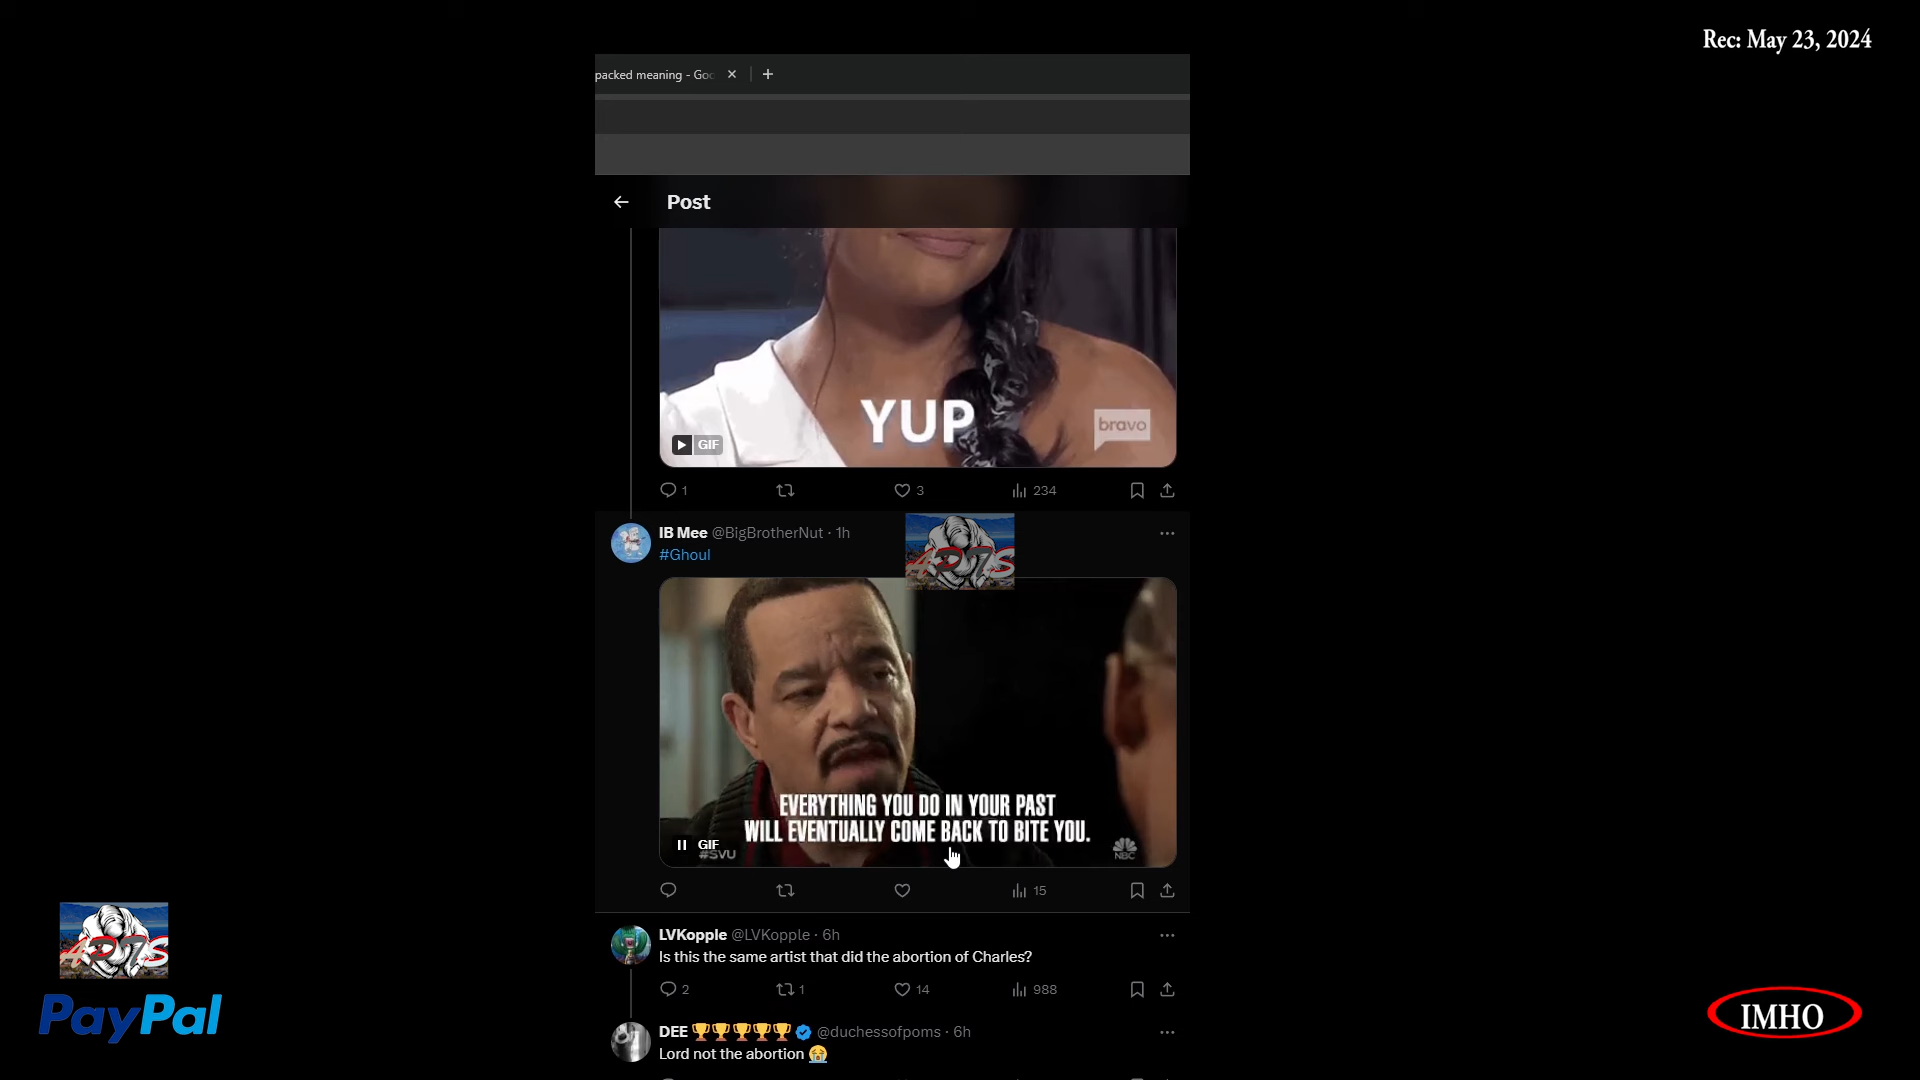 Rec: May 23, 2024
packed meaning - Goo
Post
YUP
bravo
GIF
1
3
234
IB Mee @BigBrotherNut · 1h
#Ghoul
EVERYTHING YOU DO IN YOUR PAST
WILL EVENTUALLY COME BACK TO BITE YOU.
GIF
#SVU
NBC
15
LVKopple @LVKopple · 6h
Is this the same artist that did the abortion of Charles?
2
1
14
988
DEE 🏆🏆🏆🏆🏆 @duchessofpoms · 6h
Lord not the abortion 😭
PayPal
IMHO